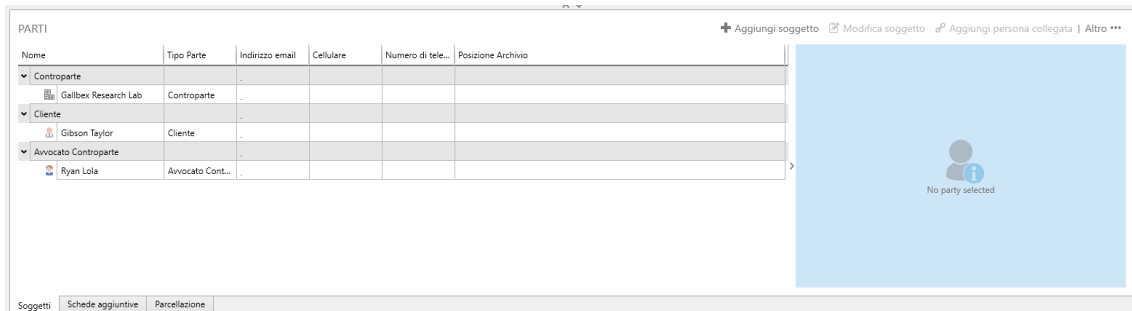 PARTI
Aggiungi soggetto Modifica soggetto Aggiungi persona collegata | Altro •••
Nome Tipo Parte Indirizzo email Cellulare Numero di tele... Posizione Archivio
Controparte .
Gallbex Research Lab Controparte .
Cliente .
Gibson Taylor Cliente .
Avvocato Controparte .
Ryan Lola Avvocato Cont... .
No party selected
Soggetti Schede aggiuntive Parcellazione